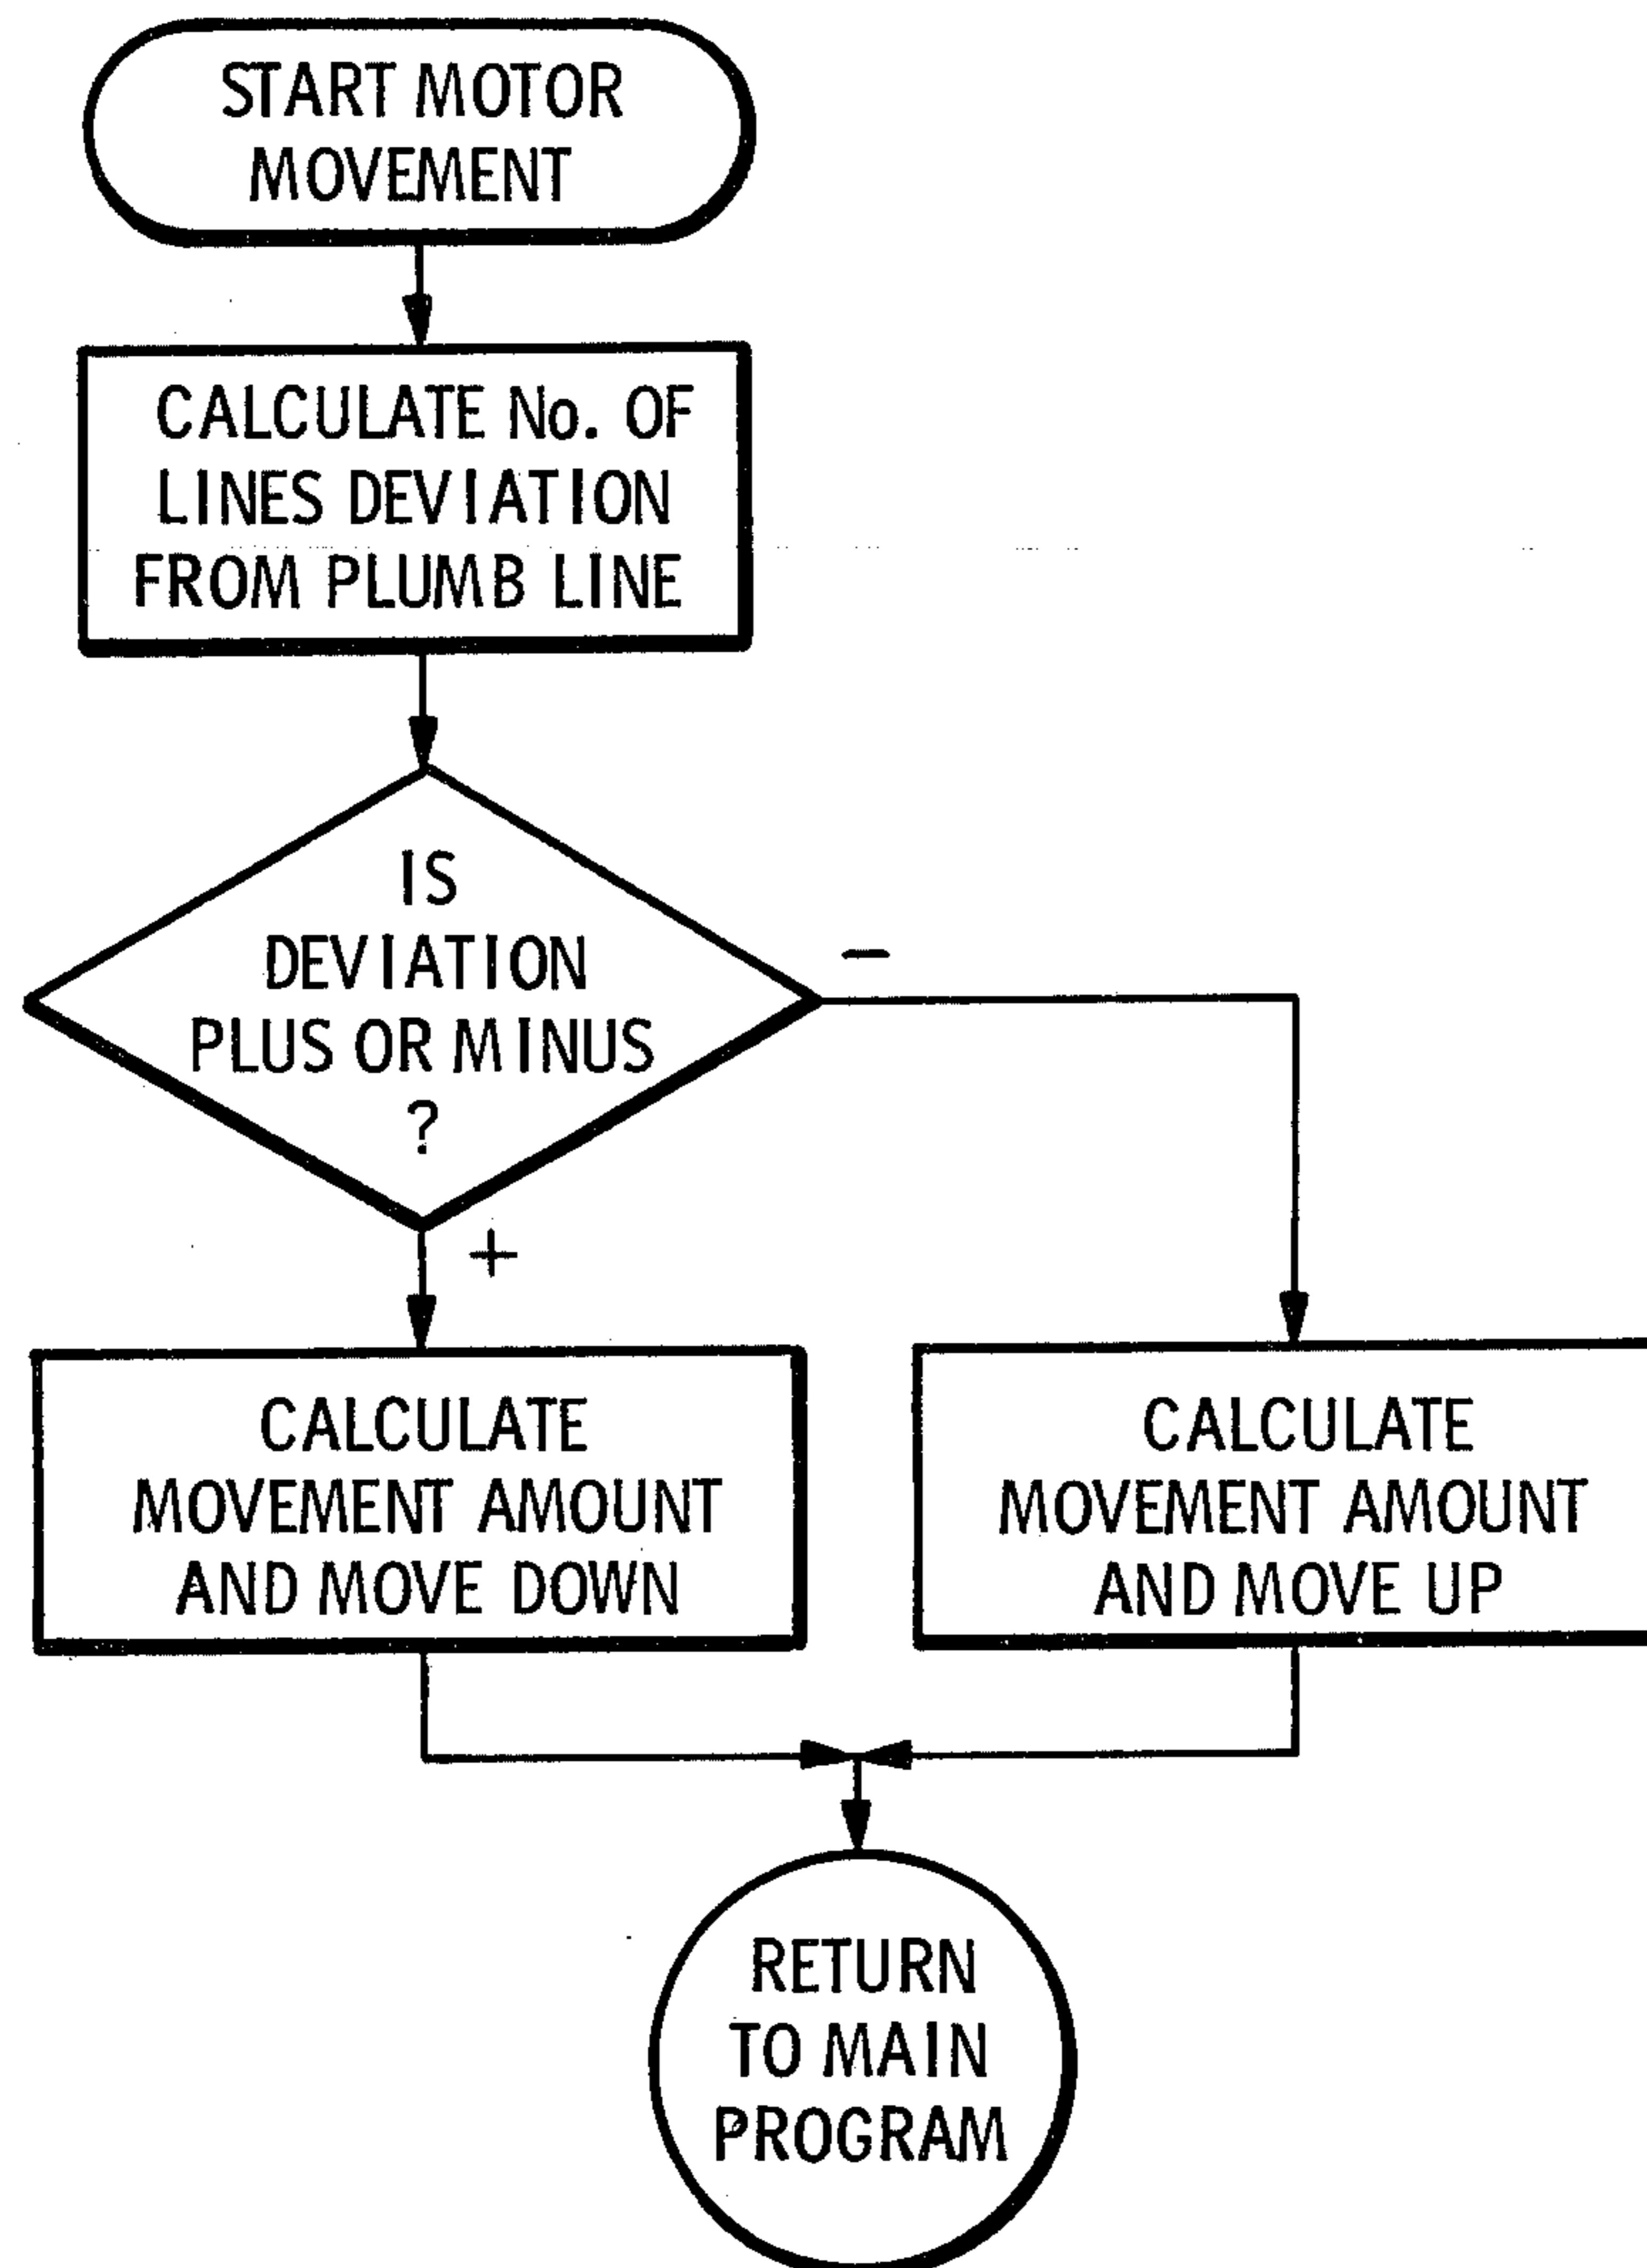 START MOTOR
MOVEMENT
CALCULATE No. OF
LINES DEVIATION
FROM PLUMB LINE
IS
DEVIATION
PLUS OR MINUS
?
−
+
CALCULATE
MOVEMENT AMOUNT
AND MOVE DOWN
CALCULATE
MOVEMENT AMOUNT
AND MOVE UP
RETURN
TO MAIN
PROGRAM